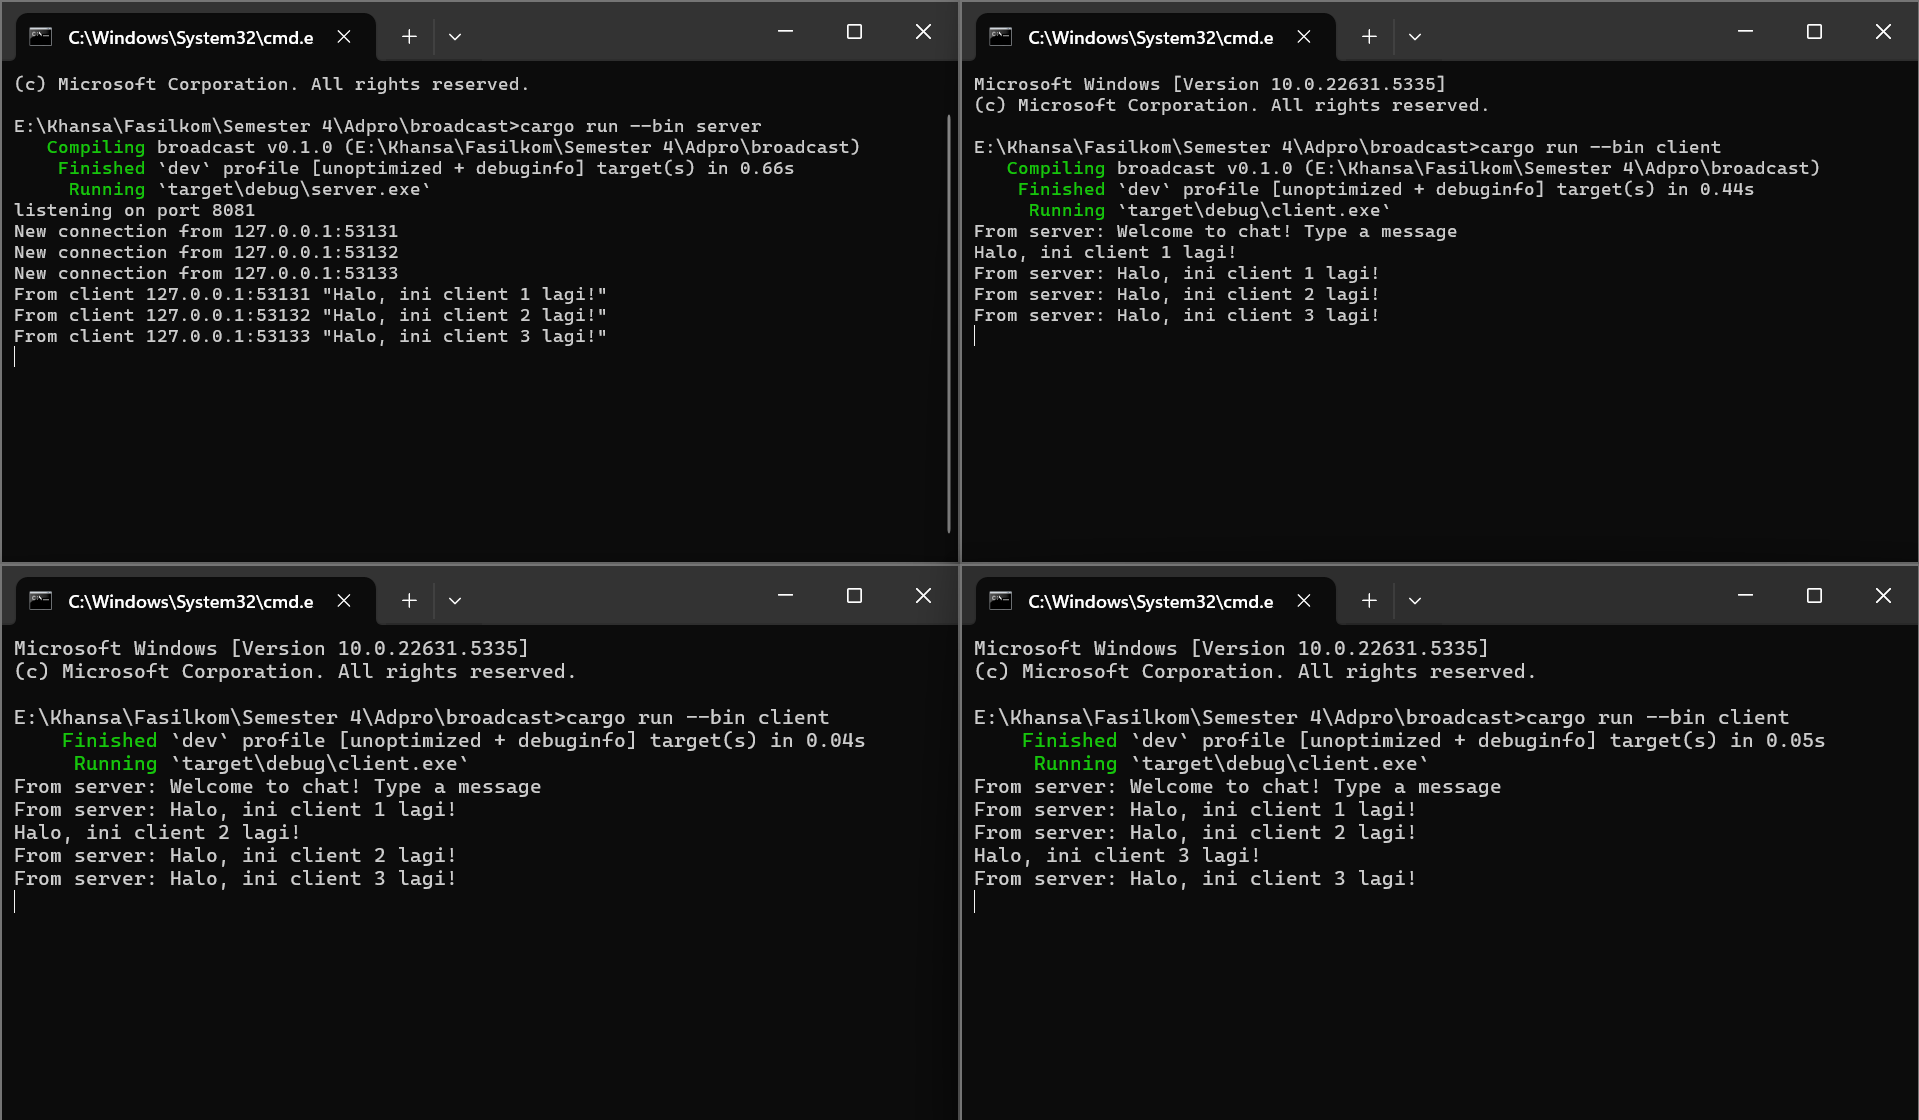 C:\Windows\System32\cmd.e
(c) Microsoft Corporation. All rights reserved.
E:\Khansa\Fasilkom\Semester 4\Adpro\broadcast>cargo run --bin server
Compiling broadcast v0.1.0 (E:\Khansa\Fasilkom\Semester 4\Adpro\broadcast)
Finished `dev` profile [unoptimized + debuginfo] target(s) in 0.66s
Running `target\debug\server.exe`
listening on port 8081
New connection from 127.0.0.1:53131
New connection from 127.0.0.1:53132
New connection from 127.0.0.1:53133
From client 127.0.0.1:53131 "Halo, ini client 1 lagi!"
From client 127.0.0.1:53132 "Halo, ini client 2 lagi!"
From client 127.0.0.1:53133 "Halo, ini client 3 lagi!"
C:\Windows\System32\cmd.e
Microsoft Windows [Version 10.0.22631.5335]
(c) Microsoft Corporation. All rights reserved.
E:\Khansa\Fasilkom\Semester 4\Adpro\broadcast>cargo run --bin client
Compiling broadcast v0.1.0 (E:\Khansa\Fasilkom\Semester 4\Adpro\broadcast)
Finished `dev` profile [unoptimized + debuginfo] target(s) in 0.44s
Running `target\debug\client.exe`
From server: Welcome to chat! Type a message
Halo, ini client 1 lagi!
From server: Halo, ini client 1 lagi!
From server: Halo, ini client 2 lagi!
From server: Halo, ini client 3 lagi!
C:\Windows\System32\cmd.e
Microsoft Windows [Version 10.0.22631.5335]
(c) Microsoft Corporation. All rights reserved.
E:\Khansa\Fasilkom\Semester 4\Adpro\broadcast>cargo run --bin client
Finished `dev` profile [unoptimized + debuginfo] target(s) in 0.04s
Running `target\debug\client.exe`
From server: Welcome to chat! Type a message
From server: Halo, ini client 1 lagi!
Halo, ini client 2 lagi!
From server: Halo, ini client 2 lagi!
From server: Halo, ini client 3 lagi!
C:\Windows\System32\cmd.e
Microsoft Windows [Version 10.0.22631.5335]
(c) Microsoft Corporation. All rights reserved.
E:\Khansa\Fasilkom\Semester 4\Adpro\broadcast>cargo run --bin client
Finished `dev` profile [unoptimized + debuginfo] target(s) in 0.05s
Running `target\debug\client.exe`
From server: Welcome to chat! Type a message
From server: Halo, ini client 1 lagi!
From server: Halo, ini client 2 lagi!
Halo, ini client 3 lagi!
From server: Halo, ini client 3 lagi!